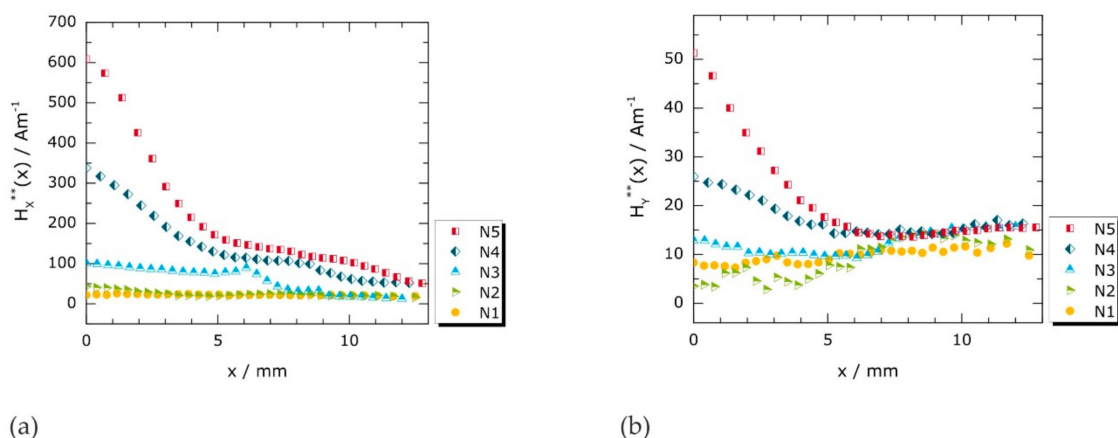 700
600
500
400
300
200
100
0
0
5
10
H_X^**(x) / Am^-1
x / mm
N5
N4
N3
N2
N1
(a)
50
40
30
20
10
0
0
5
10
H_Y^**(x) / Am^-1
x / mm
N5
N4
N3
N2
N1
(b)